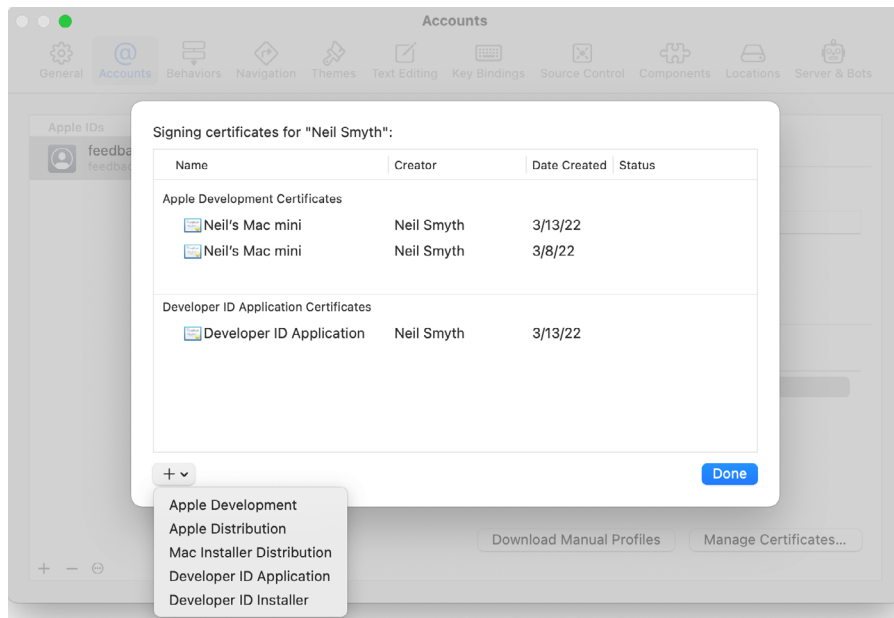 Accounts
General Accounts Behaviors Navigation Themes Text Editing Key Bindings Source Control Components Locations Server & Bots
Apple IDs
feedba
feedbac
Signing certificates for "Neil Smyth":
Name Creator Date Created Status
Apple Development Certificates
Neil's Mac mini Neil Smyth 3/13/22
Neil's Mac mini Neil Smyth 3/8/22
Developer ID Application Certificates
Developer ID Application Neil Smyth 3/13/22
Done
Apple Development
Apple Distribution
Mac Installer Distribution
Developer ID Application
Developer ID Installer
Download Manual Profiles Manage Certificates...